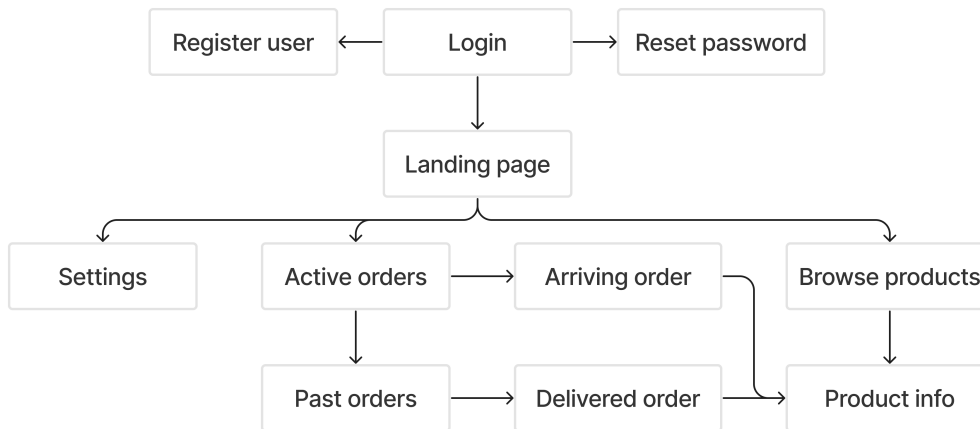 Register user
Login
Reset password
Landing page
Settings
Active orders
Arriving order
Browse products
Past orders
Delivered order
Product info